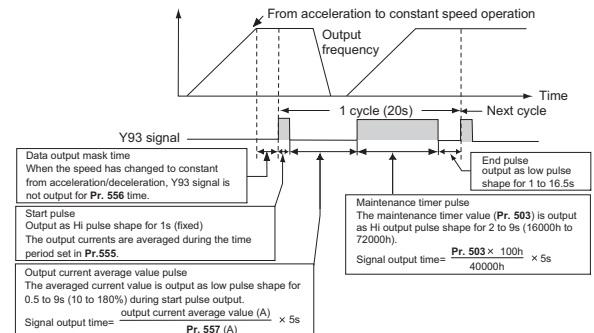 From acceleration to constant speed operation
Output
frequency
Time
1 cycle (20s)
Next cycle
Y93 signal
Data output mask time
When the speed has changed to constant
from acceleration/deceleration, Y93 signal is
not output for Pr. 556 time.
End pulse
output as low pulse
shape for 1 to 16.5s
Start pulse
Output as Hi pulse shape for 1s (fixed)
The output currents are averaged during the time
period set in Pr.555.
Maintenance timer pulse
The maintenance timer value (Pr. 503) is output
as Hi output pulse shape for 2 to 9s (16000h to
72000h).
Signal output time= Pr. 503 × 100h / 40000h × 5s
Output current average value pulse
The averaged current value is output as low pulse shape for
0.5 to 9s (10 to 180%) during start pulse output.
Signal output time= output current average value (A) / Pr. 557 (A) × 5s